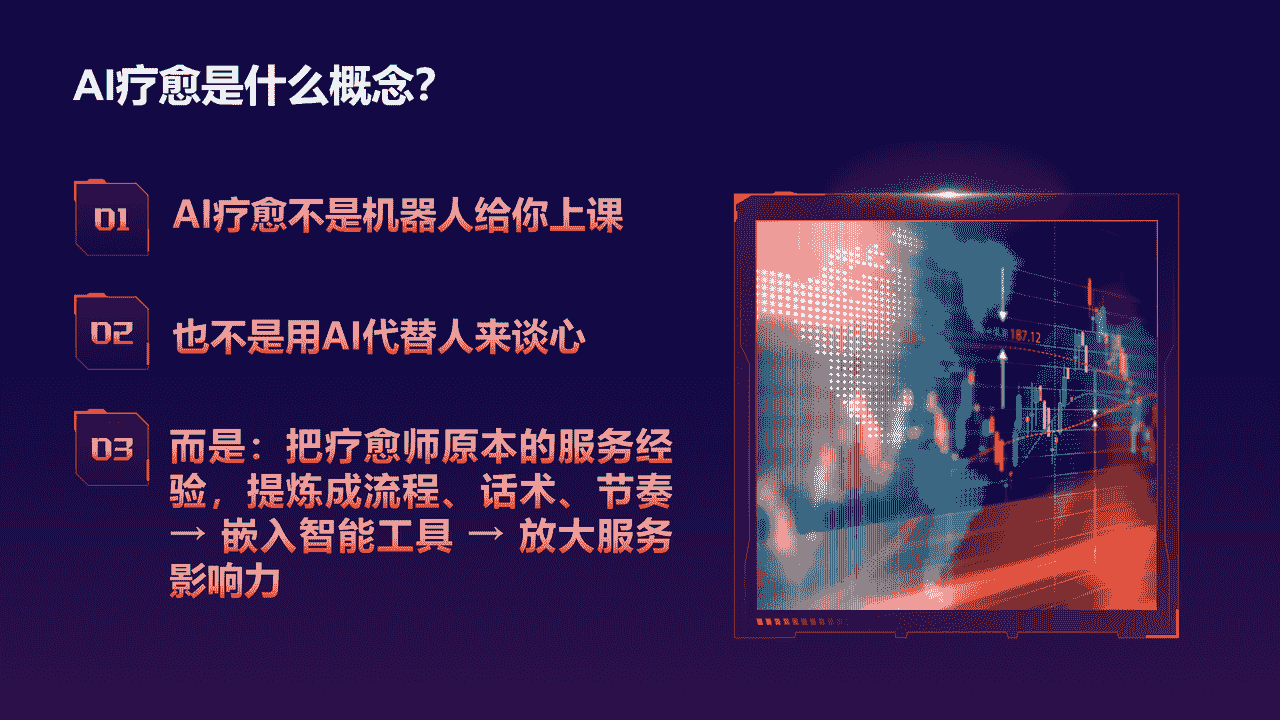 AI疗愈是什么概念？
01
AI疗愈不是机器人给你上课
02
也不是用AI代替人来谈心
03
而是：把疗愈师原本的服务经
验，提炼成流程、话术、节奏
→ 嵌入智能工具 → 放大服务
影响力
187.12